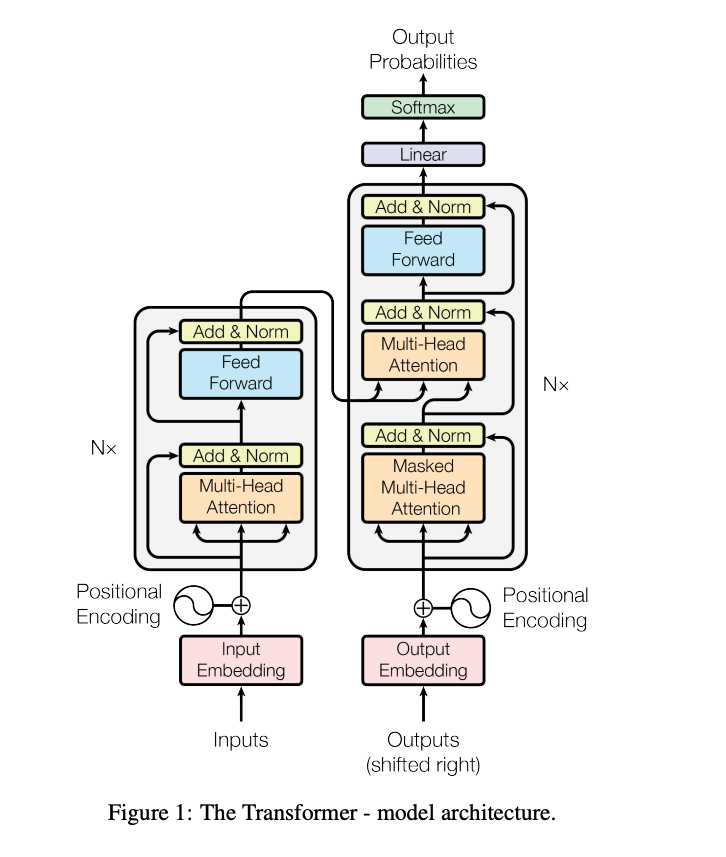 Output
Probabilities
Softmax
Linear
Add & Norm
Feed
Forward
Add & Norm
Multi-Head
Attention
Add & Norm
Masked
Multi-Head
Attention
Nx
Add & Norm
Feed
Forward
Add & Norm
Multi-Head
Attention
Nx
Positional
Encoding
Positional
Encoding
Input
Embedding
Output
Embedding
Inputs
Outputs
(shifted right)
Figure 1: The Transformer - model architecture.